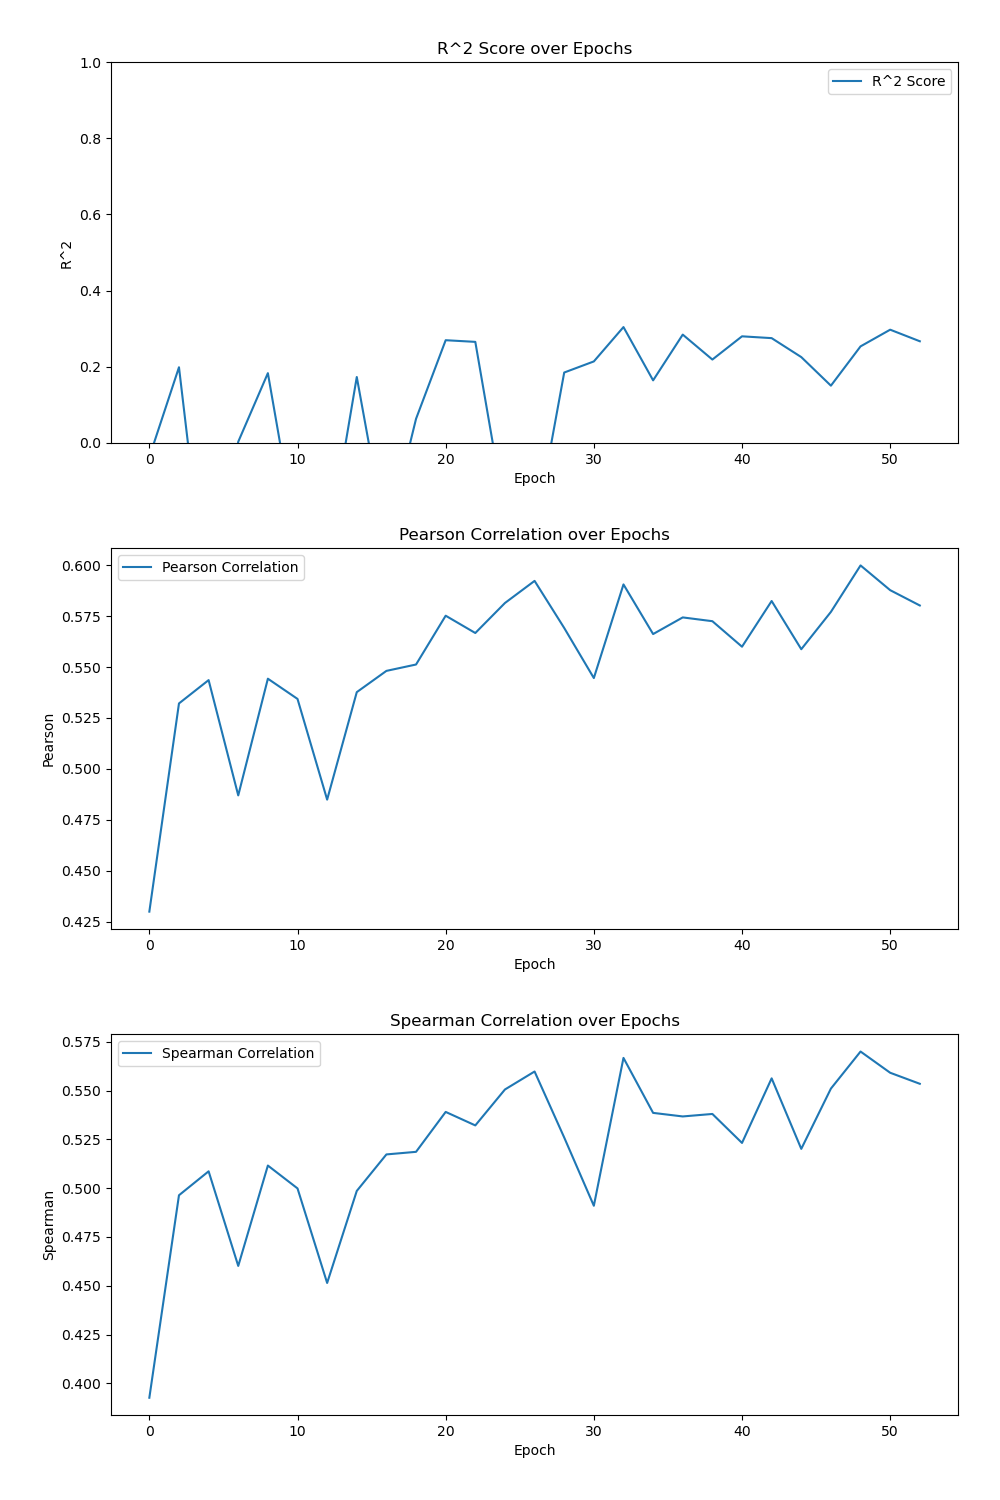 R^2 Score over Epochs
1.0
R^2 Score
0.8
0.6
R^2
0.4
0.2
0.0
0 10 20 30 40 50
Epoch
Pearson Correlation over Epochs
Pearson Correlation
0.600
0.575
0.550
0.525
Pearson
0.500
0.475
0.450
0.425
0 10 20 30 40 50
Epoch
Spearman Correlation over Epochs
Spearman Correlation
0.575
0.550
0.525
0.500
Spearman
0.475
0.450
0.425
0.400
0 10 20 30 40 50
Epoch